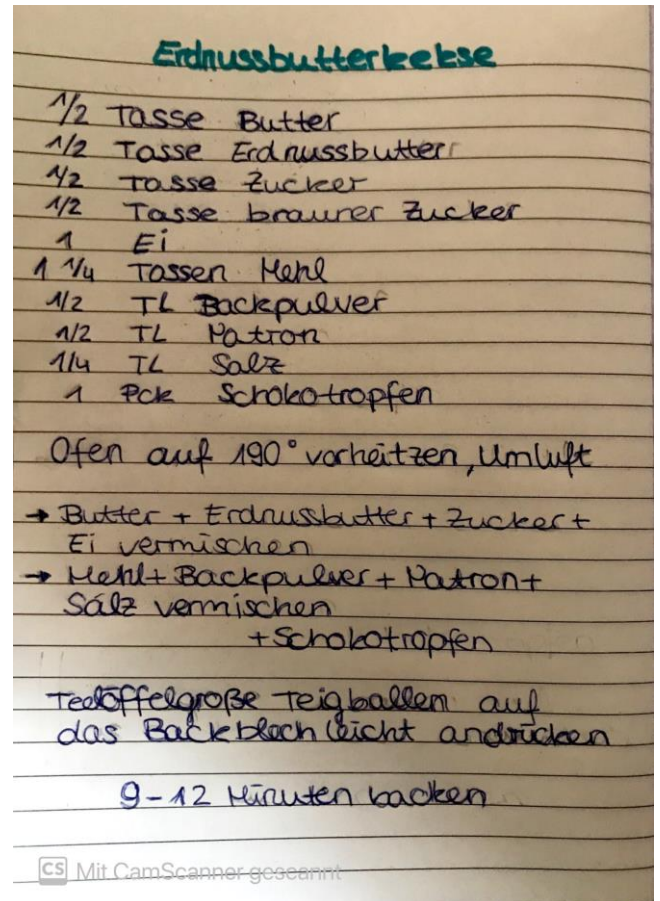 Erdnussbutterkekse
1/2 Tasse Butter
1/2 Tasse Erdnussbutter
1/2 Tasse Zucker
1/2 Tasse brauner Zucker
1 Ei
1 1/4 Tassen Mehl
1/2 TL Backpulver
1/2 TL Natron
1/4 TL Salz
1 Pck Schokotropfen
Ofen auf 190° vorheitzen, Umluft
→ Butter + Erdnussbutter + Zucker +
Ei vermischen
→ Mehl + Backpulver + Natron +
Salz vermischen
+ Schokotropfen
Teelöffelgroße Teigballen auf
das Backblech leicht andrücken
9-12 Minuten backen
CS Mit CamScanner gescannt